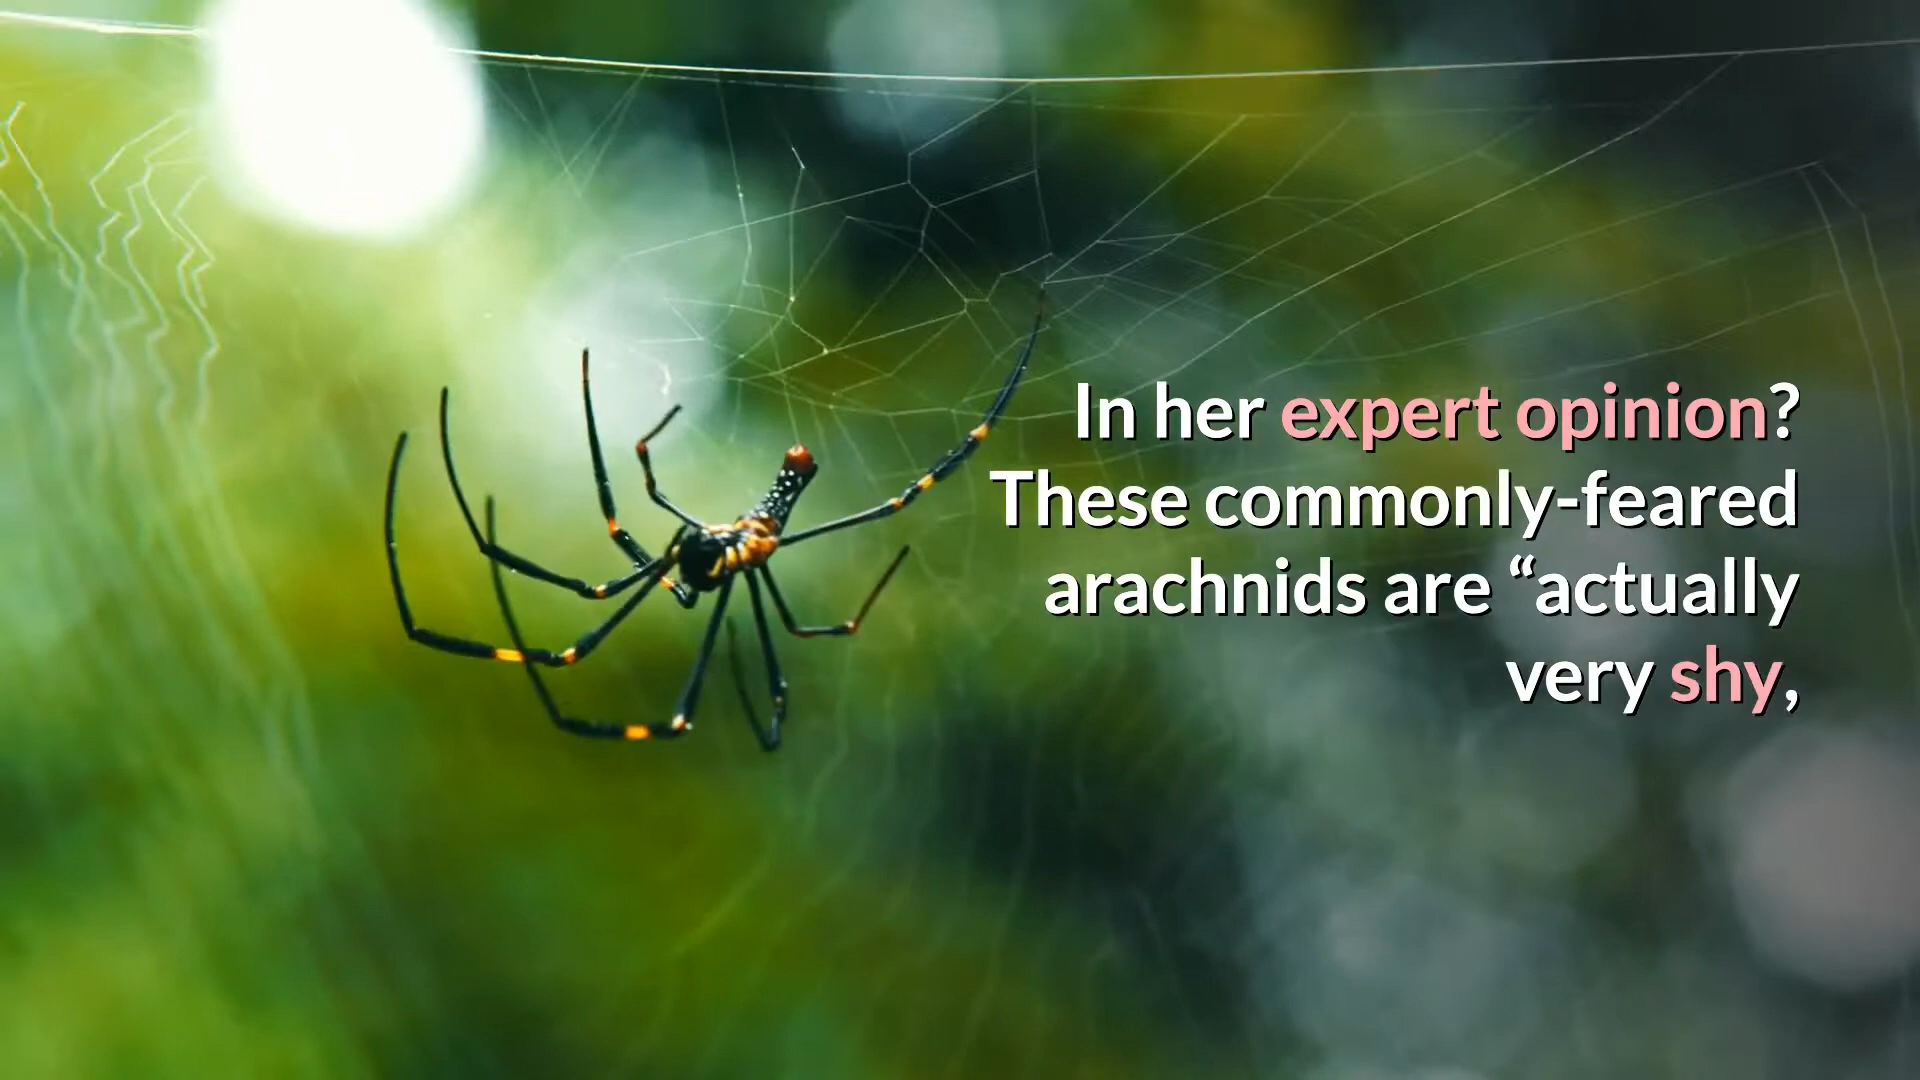 In her expert opinion?
These commonly-feared
arachnids are “actually
very shy,